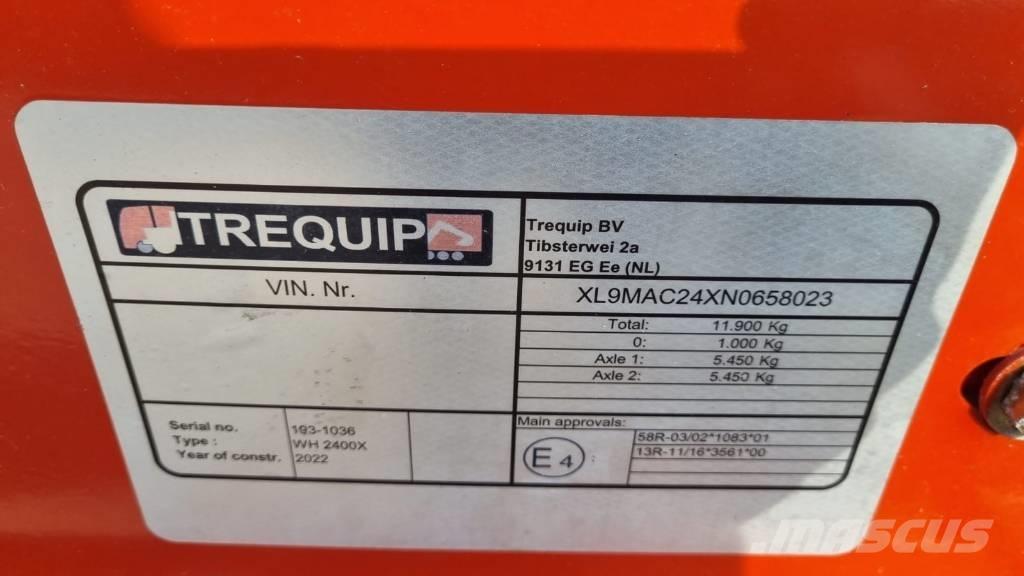 TREQUIP
Trequip BV
Tibsterwei 2a
9131 EG Ee (NL)
VIN. Nr. XL9MAC24XN0658023
Total: 11.900 Kg
0: 1.000 Kg
Axle 1: 5.450 Kg
Axle 2: 5.450 Kg
Serial no. 193-1036
Type : WH 2400X
Year of constr. 2022
Main approvals:
E4 :
58R-03/02*1083*01
13R-11/16*3561*00
mascus